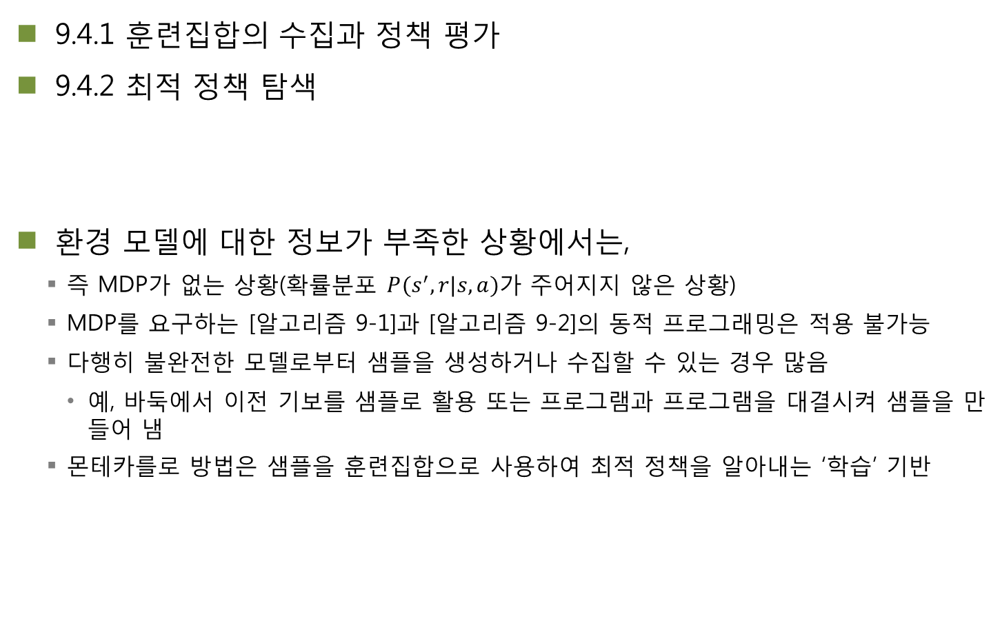 ■ 9.4.1 훈련집합의 수집과 정책 평가
■ 9.4.2 최적 정책 탐색
■ 환경 모델에 대한 정보가 부족한 상황에서는,
▪ 즉 MDP가 없는 상황(확률분포 P(s′,r|s,a)가 주어지지 않은 상황)
▪ MDP를 요구하는 [알고리즘 9-1]과 [알고리즘 9-2]의 동적 프로그래밍은 적용 불가능
▪ 다행히 불완전한 모델로부터 샘플을 생성하거나 수집할 수 있는 경우 많음
• 예, 바둑에서 이전 기보를 샘플로 활용 또는 프로그램과 프로그램을 대결시켜 샘플을 만
들어 냄
▪ 몬테카를로 방법은 샘플을 훈련집합으로 사용하여 최적 정책을 알아내는 ‘학습’ 기반